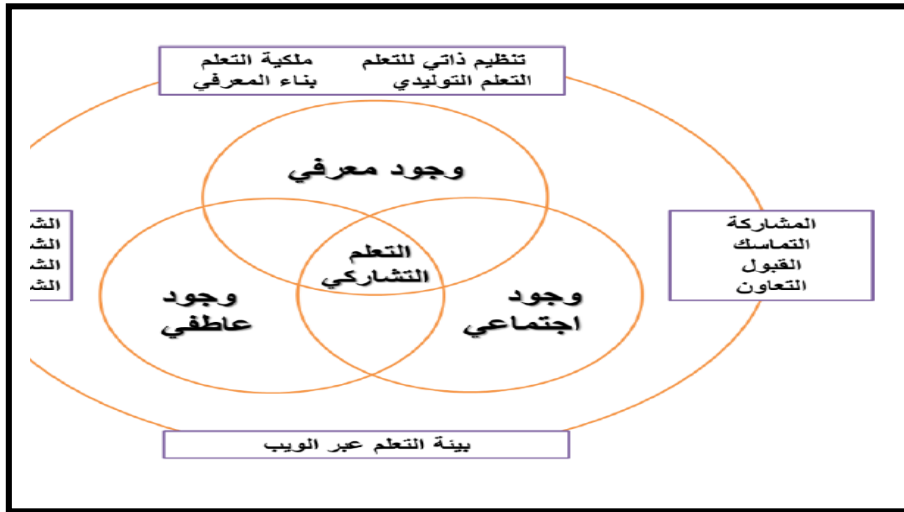 تنظيم ذاتي للتعلم ملكية التعلم
التعلم التوليدي بناء المعرفي
وجود معرفي
المشاركة
التماسك
القبول
التعاون
التعلم
التشاركي
وجود
اجتماعي
وجود
عاطفي
بيئة التعلم عبر الويب